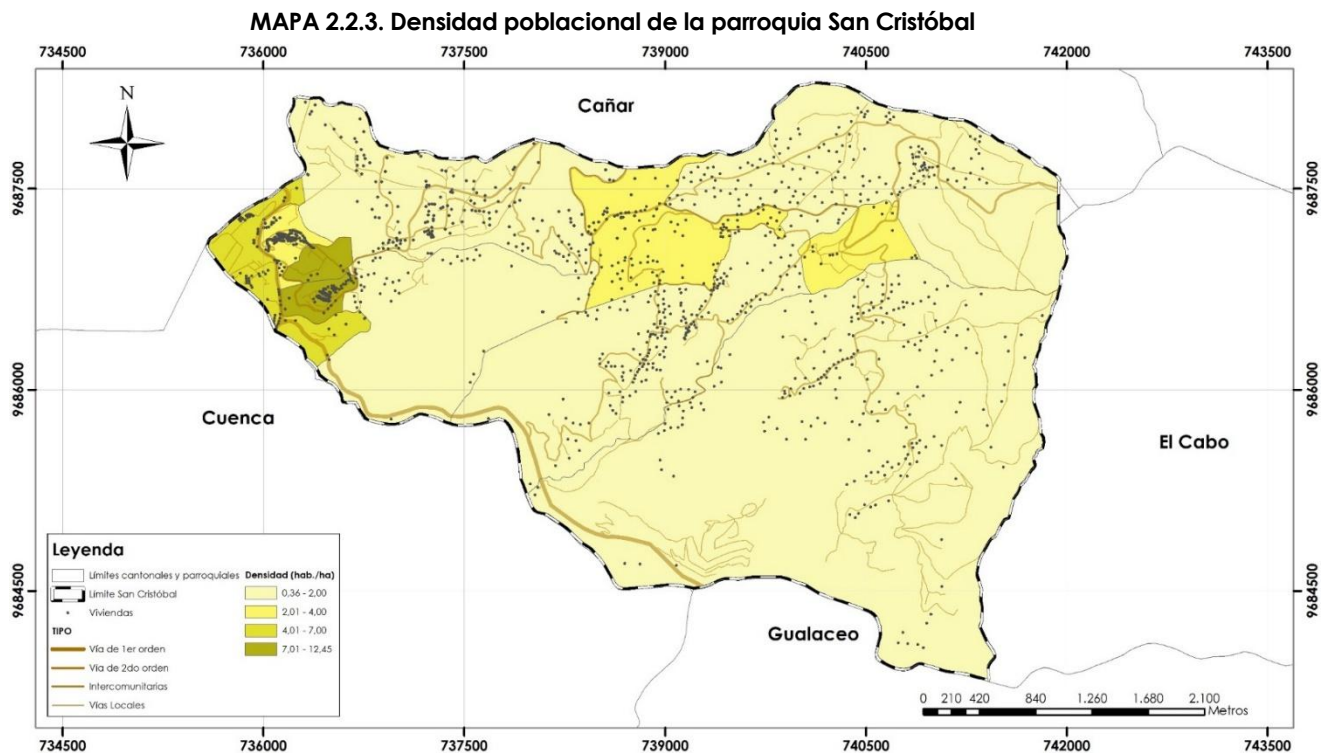 MAPA 2.2.3. Densidad poblacional de la parroquia San Cristóbal
734500 736000 737500 739000 740500 742000 743500
N
Cañar
9687500 9687500
9686000 9686000
Cuenca
El Cabo
9684500 9684500
Gualaceo
Leyenda
Límites cantonales y parroquiales
Límite San Cristóbal
Viviendas
TIPO
Vía de 1er orden
Vía de 2do orden
Intercomunitarias
Vías Locales
Densidad (hab./ha)
0,36 - 2,00
2,01 - 4,00
4,01 - 7,00
7,01 - 12,45
0 210 420 840 1.260 1.680 2.100
Metros
734500 736000 737500 739000 740500 742000 743500